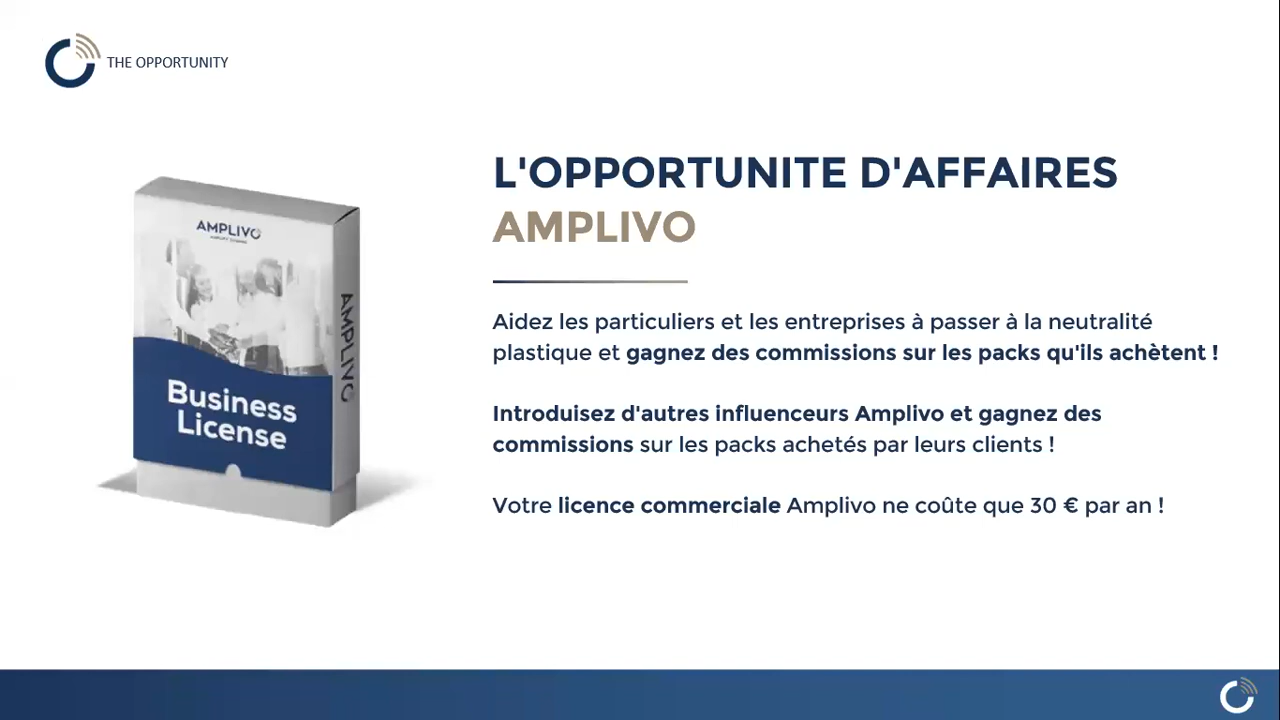 THE OPPORTUNITY
L'OPPORTUNITE D'AFFAIRES
AMPLIVO
Aidez les particuliers et les entreprises à passer à la neutralité
plastique et gagnez des commissions sur les packs qu'ils achètent !
Introduisez d'autres influenceurs Amplivo et gagnez des
commissions sur les packs achetés par leurs clients !
Votre licence commerciale Amplivo ne coûte que 30 € par an !
AMPLIVO
AMPLIVO
Business
License